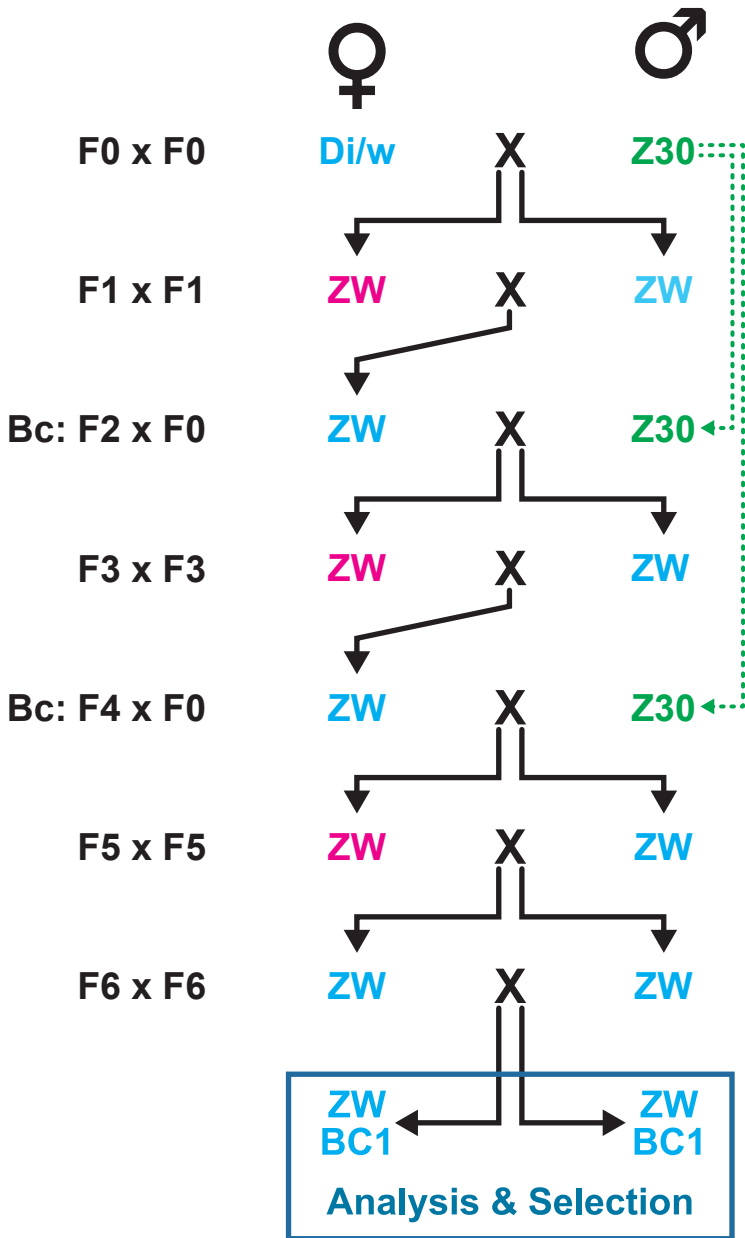 ♀ ♂
F0 x F0 Di/w X Z30
F1 x F1 ZW X ZW
Bc: F2 x F0 ZW X Z30
F3 x F3 ZW X ZW
Bc: F4 x F0 ZW X Z30
F5 x F5 ZW X ZW
F6 x F6 ZW X ZW
ZW ZW
BC1 BC1
Analysis & Selection